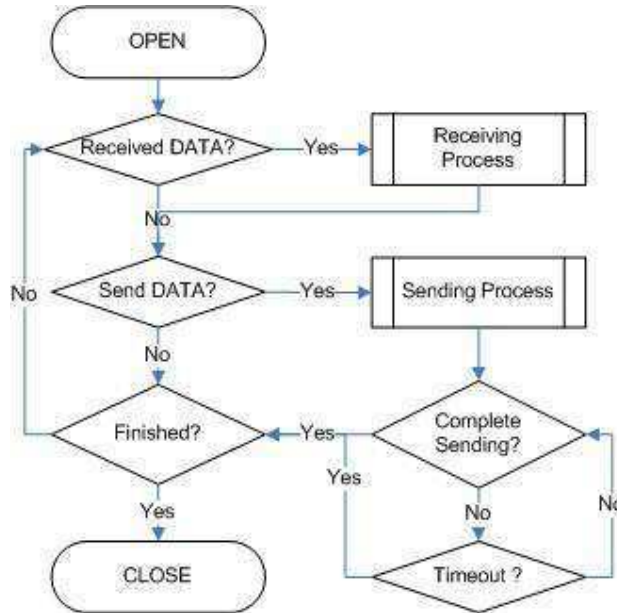 OPEN
Received DATA?
Yes
Receiving
Process
No
Send DATA?
Yes
Sending Process
No
No
Finished?
Yes
Complete
Sending?
Yes
Yes
No
No
CLOSE
Timeout ?